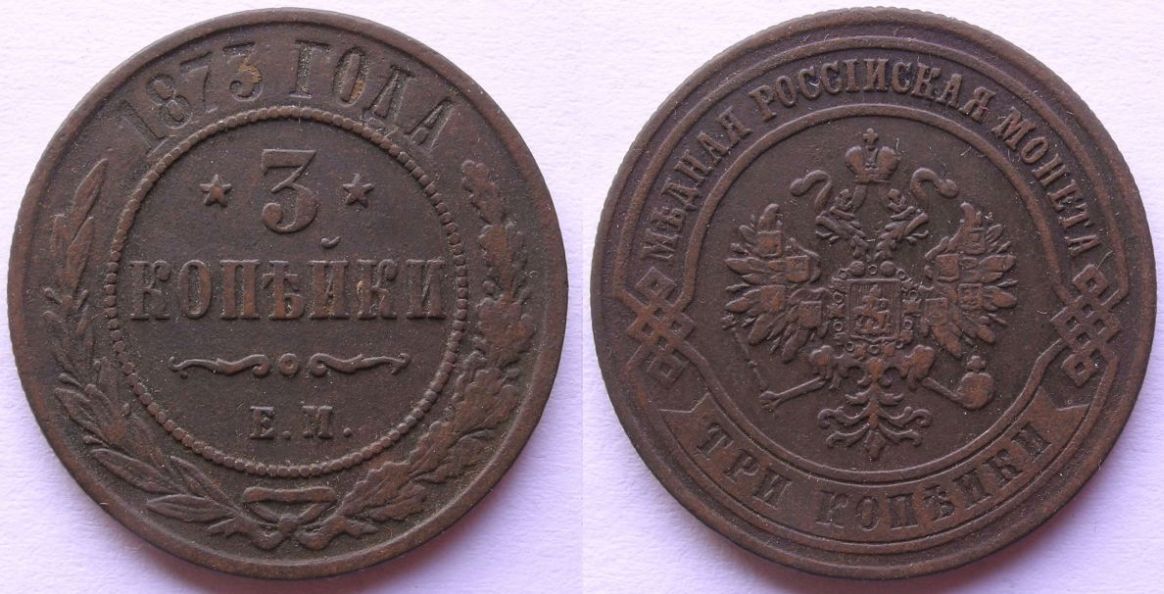 1873 ГОДА
3
КОПѢЙКИ
Е.М.
МѢДНАЯ РОССІЙСКАЯ МОНЕТА
ТРИ КОПѢЙКИ